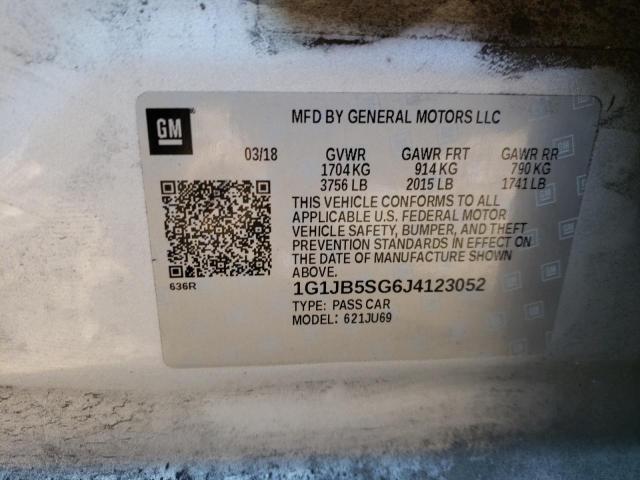 GM
MFD BY GENERAL MOTORS LLC
03/18 GVWR GAWR FRT GAWR RR
1704 KG 914 KG 790 KG
3756 LB 2015 LB 1741 LB
THIS VEHICLE CONFORMS TO ALL
APPLICABLE U.S. FEDERAL MOTOR
VEHICLE SAFETY, BUMPER, AND THEFT
PREVENTION STANDARDS IN EFFECT ON
THE DATE OF MANUFACTURE SHOWN
ABOVE.
636R
1G1JB5SG6J4123052
TYPE: PASS CAR
MODEL: 621JU69